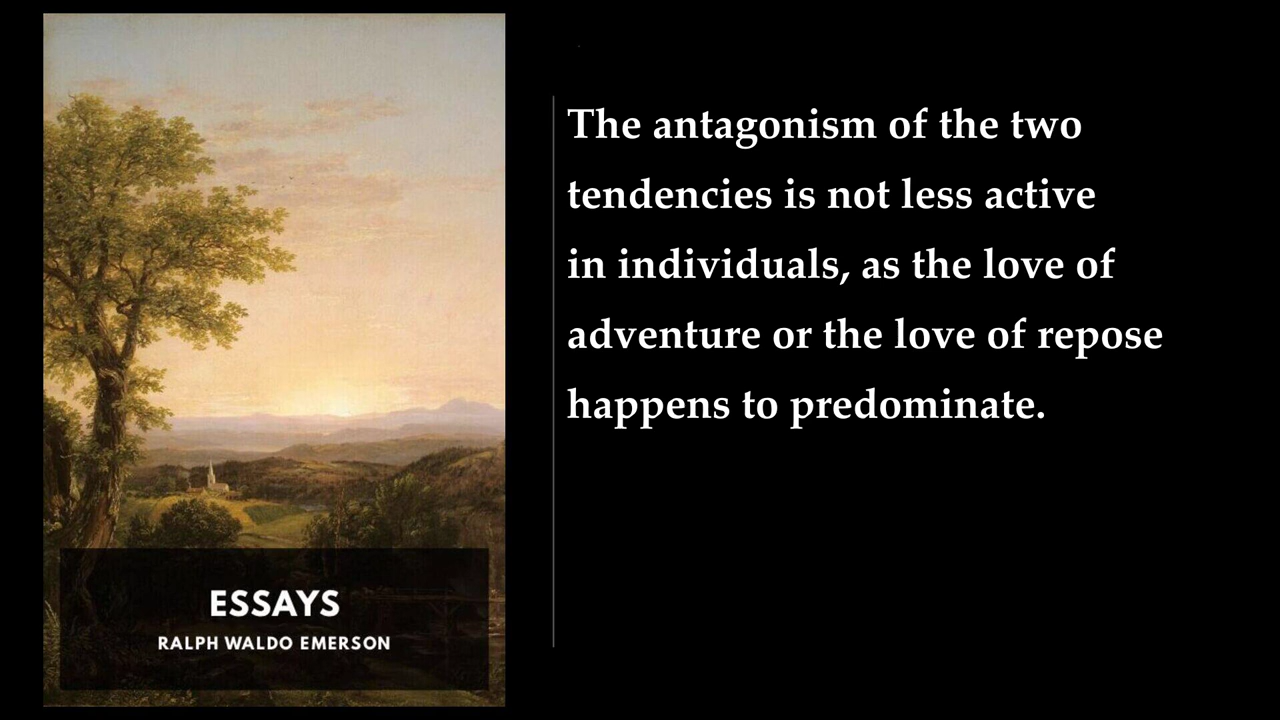 The antagonism of the two
tendencies is not less active
in individuals, as the love of
adventure or the love of repose
happens to predominate.
ESSAYS
RALPH WALDO EMERSON